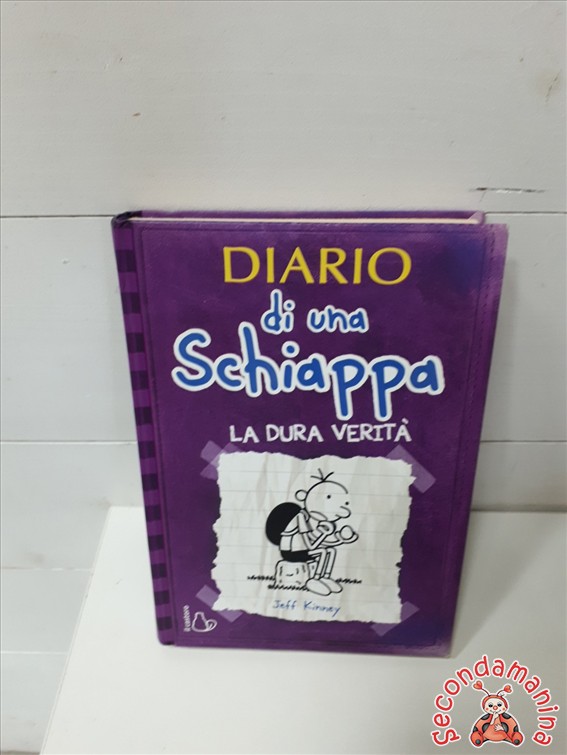 DIARIO
di una
Schiappa
LA DURA VERITÀ
Jeff Kinney
il castoro
Secondamanina